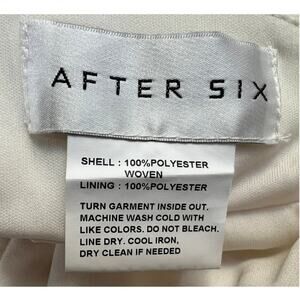 AFTER SIX
SHELL : 100%POLYESTER
WOVEN
LINING : 100%POLYESTER
TURN GARMENT INSIDE OUT.
MACHINE WASH COLD WITH
LIKE COLORS. DO NOT BLEACH.
LINE DRY. COOL IRON,
DRY CLEAN IF NEEDED